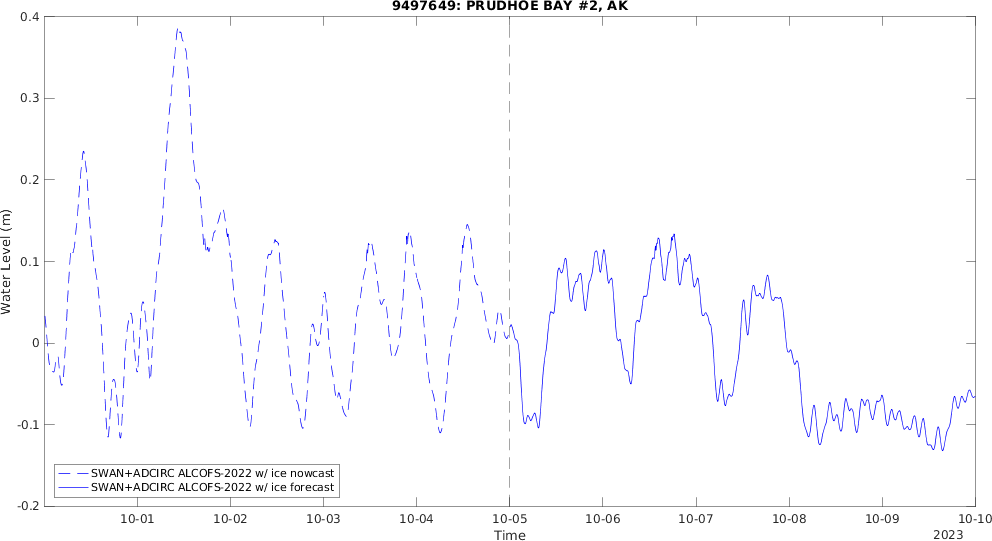 9497649: PRUDHOE BAY #2, AK
0.4
0.3
0.2
0.1
0
-0.1
-0.2
Water Level (m)
SWAN+ADCIRC ALCOFS-2022 w/ ice nowcast
SWAN+ADCIRC ALCOFS-2022 w/ ice forecast
10-01 10-02 10-03 10-04 10-05 10-06 10-07 10-08 10-09 10-10
Time
2023